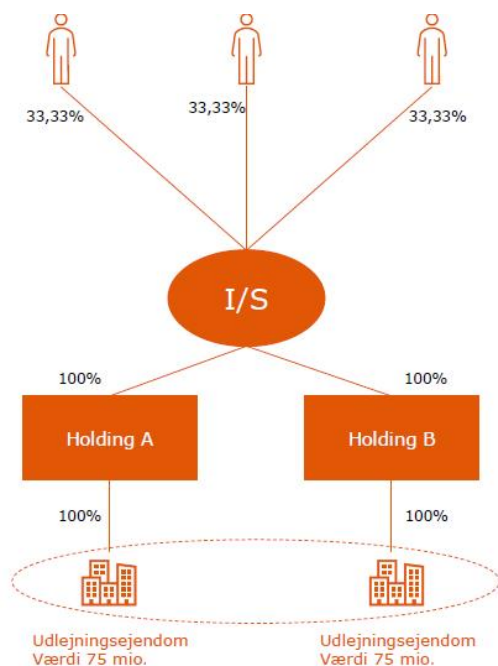 33,33%
33,33%
33,33%
I/S
100%
100%
Holding A
Holding B
100%
100%
Udlejningsejendom
Værdi 75 mio.
Udlejningsejendom
Værdi 75 mio.